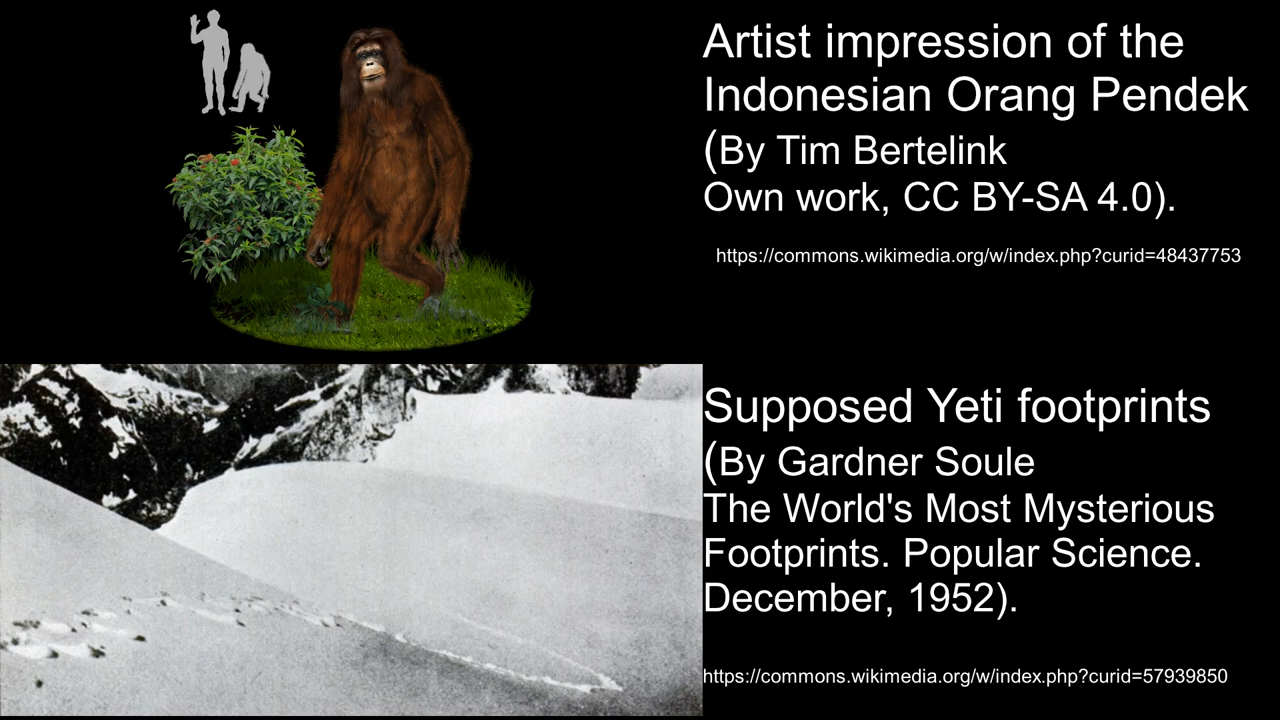 Artist impression of the
Indonesian Orang Pendek
(By Tim Bertelink
Own work, CC BY-SA 4.0).
https://commons.wikimedia.org/w/index.php?curid=48437753
Supposed Yeti footprints
(By Gardner Soule
The World's Most Mysterious
Footprints. Popular Science.
December, 1952).
https://commons.wikimedia.org/w/index.php?curid=57939850